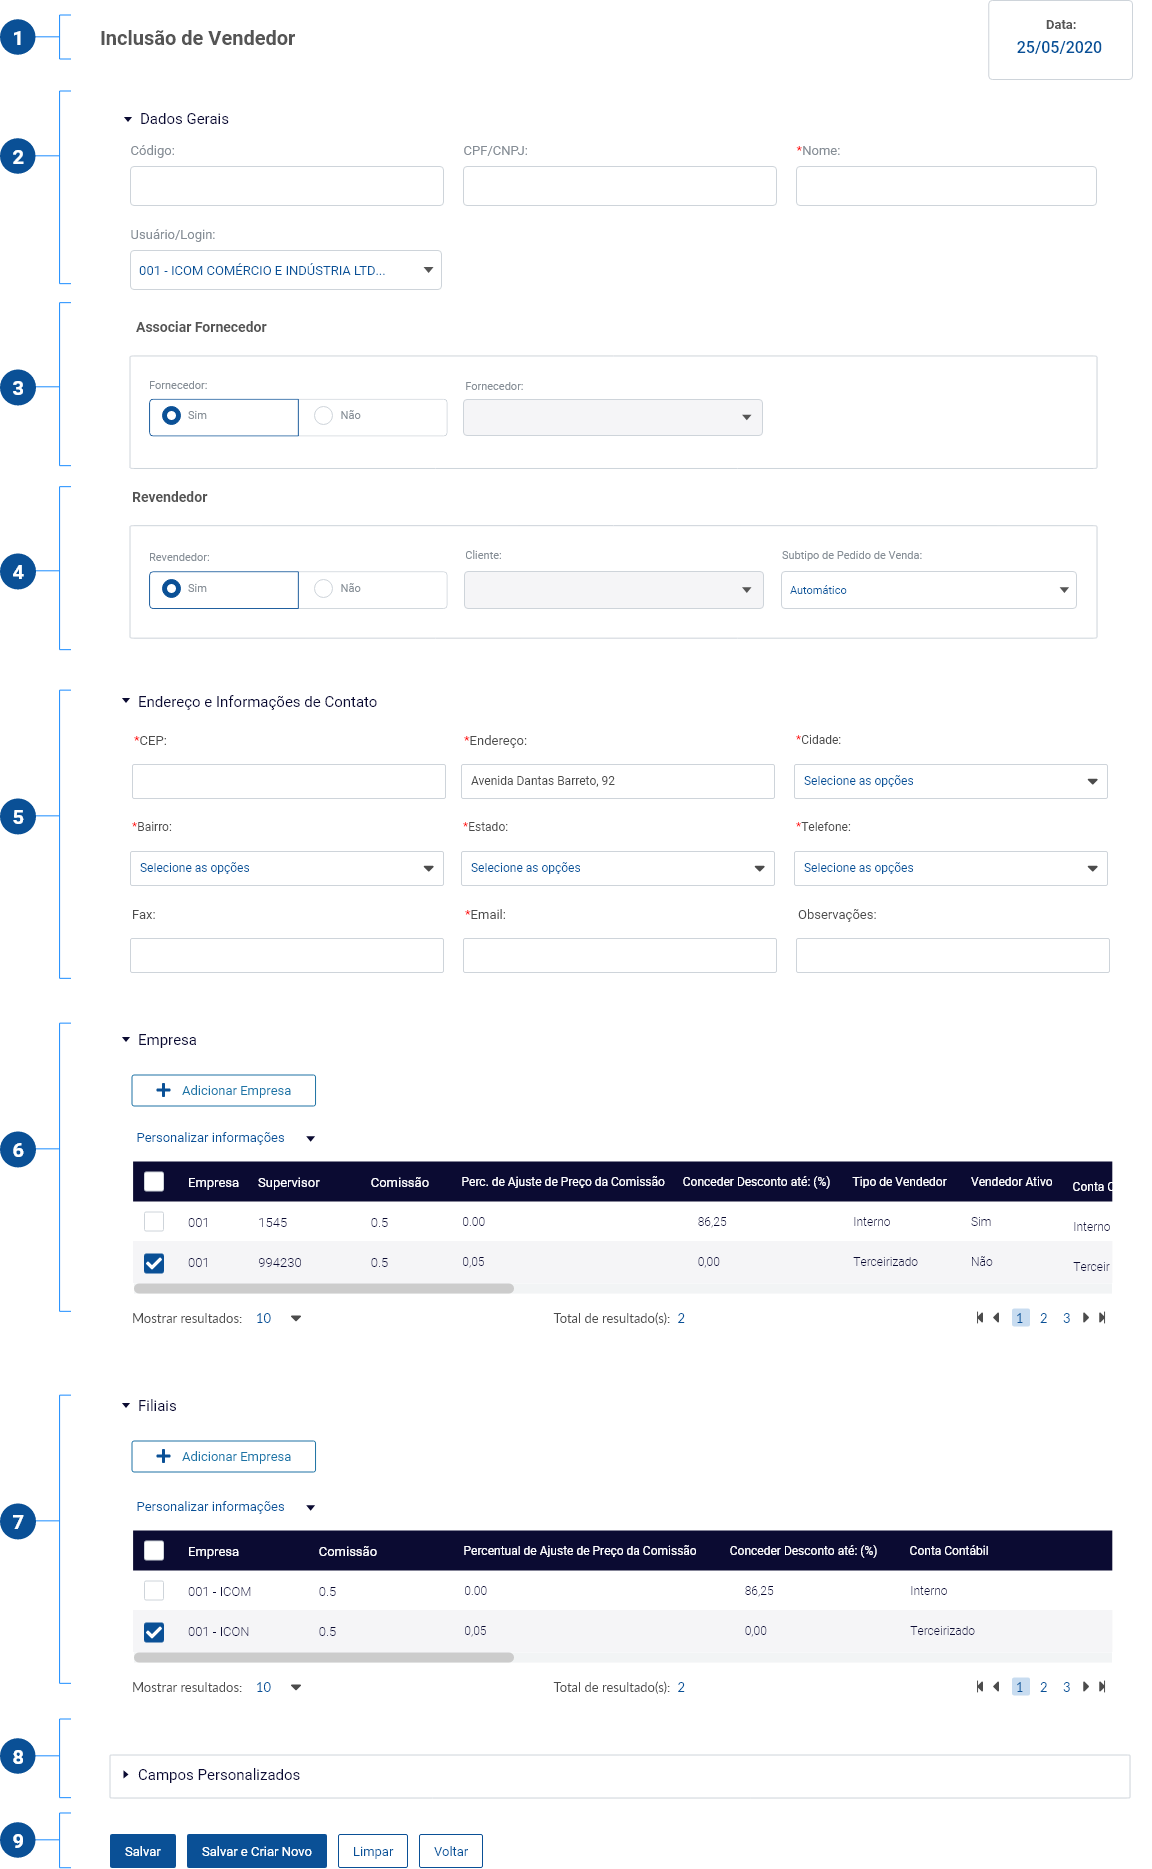 1
Inclusão de Vendedor
Data:
25/05/2020
2
Dados Gerais
Código: CPF/CNPJ: *Nome:
Usuário/Login:
001 - ICOM COMÉRCIO E INDÚSTRIA LTD...
3
Associar Fornecedor
Fornecedor: Fornecedor:
Sim Não
4
Revendedor
Revendedor: Cliente: Subtipo de Pedido de Venda:
Sim Não Automático
5
Endereço e Informações de Contato
*CEP: *Endereço: *Cidade:
Avenida Dantas Barreto, 92 Selecione as opções
*Bairro: *Estado: *Telefone:
Selecione as opções Selecione as opções Selecione as opções
Fax: *Email: Observações:
6
Empresa
Adicionar Empresa
Personalizar informações
Empresa Supervisor Comissão Perc. de Ajuste de Preço da Comissão Conceder Desconto até: (%) Tipo de Vendedor Vendedor Ativo Conta C
001 1545 0.5 0.00 86,25 Interno Sim Interno
001 994230 0.5 0,05 0,00 Terceirizado Não Terceir
Mostrar resultados: 10 Total de resultado(s): 2 1 2 3
7
Filiais
Adicionar Empresa
Personalizar informações
Empresa Comissão Percentual de Ajuste de Preço da Comissão Conceder Desconto até: (%) Conta Contábil
001 - ICOM 0.5 0.00 86,25 Interno
001 - ICON 0.5 0,05 0,00 Terceirizado
Mostrar resultados: 10 Total de resultado(s): 2 1 2 3
8
Campos Personalizados
9
Salvar Salvar e Criar Novo Limpar Voltar